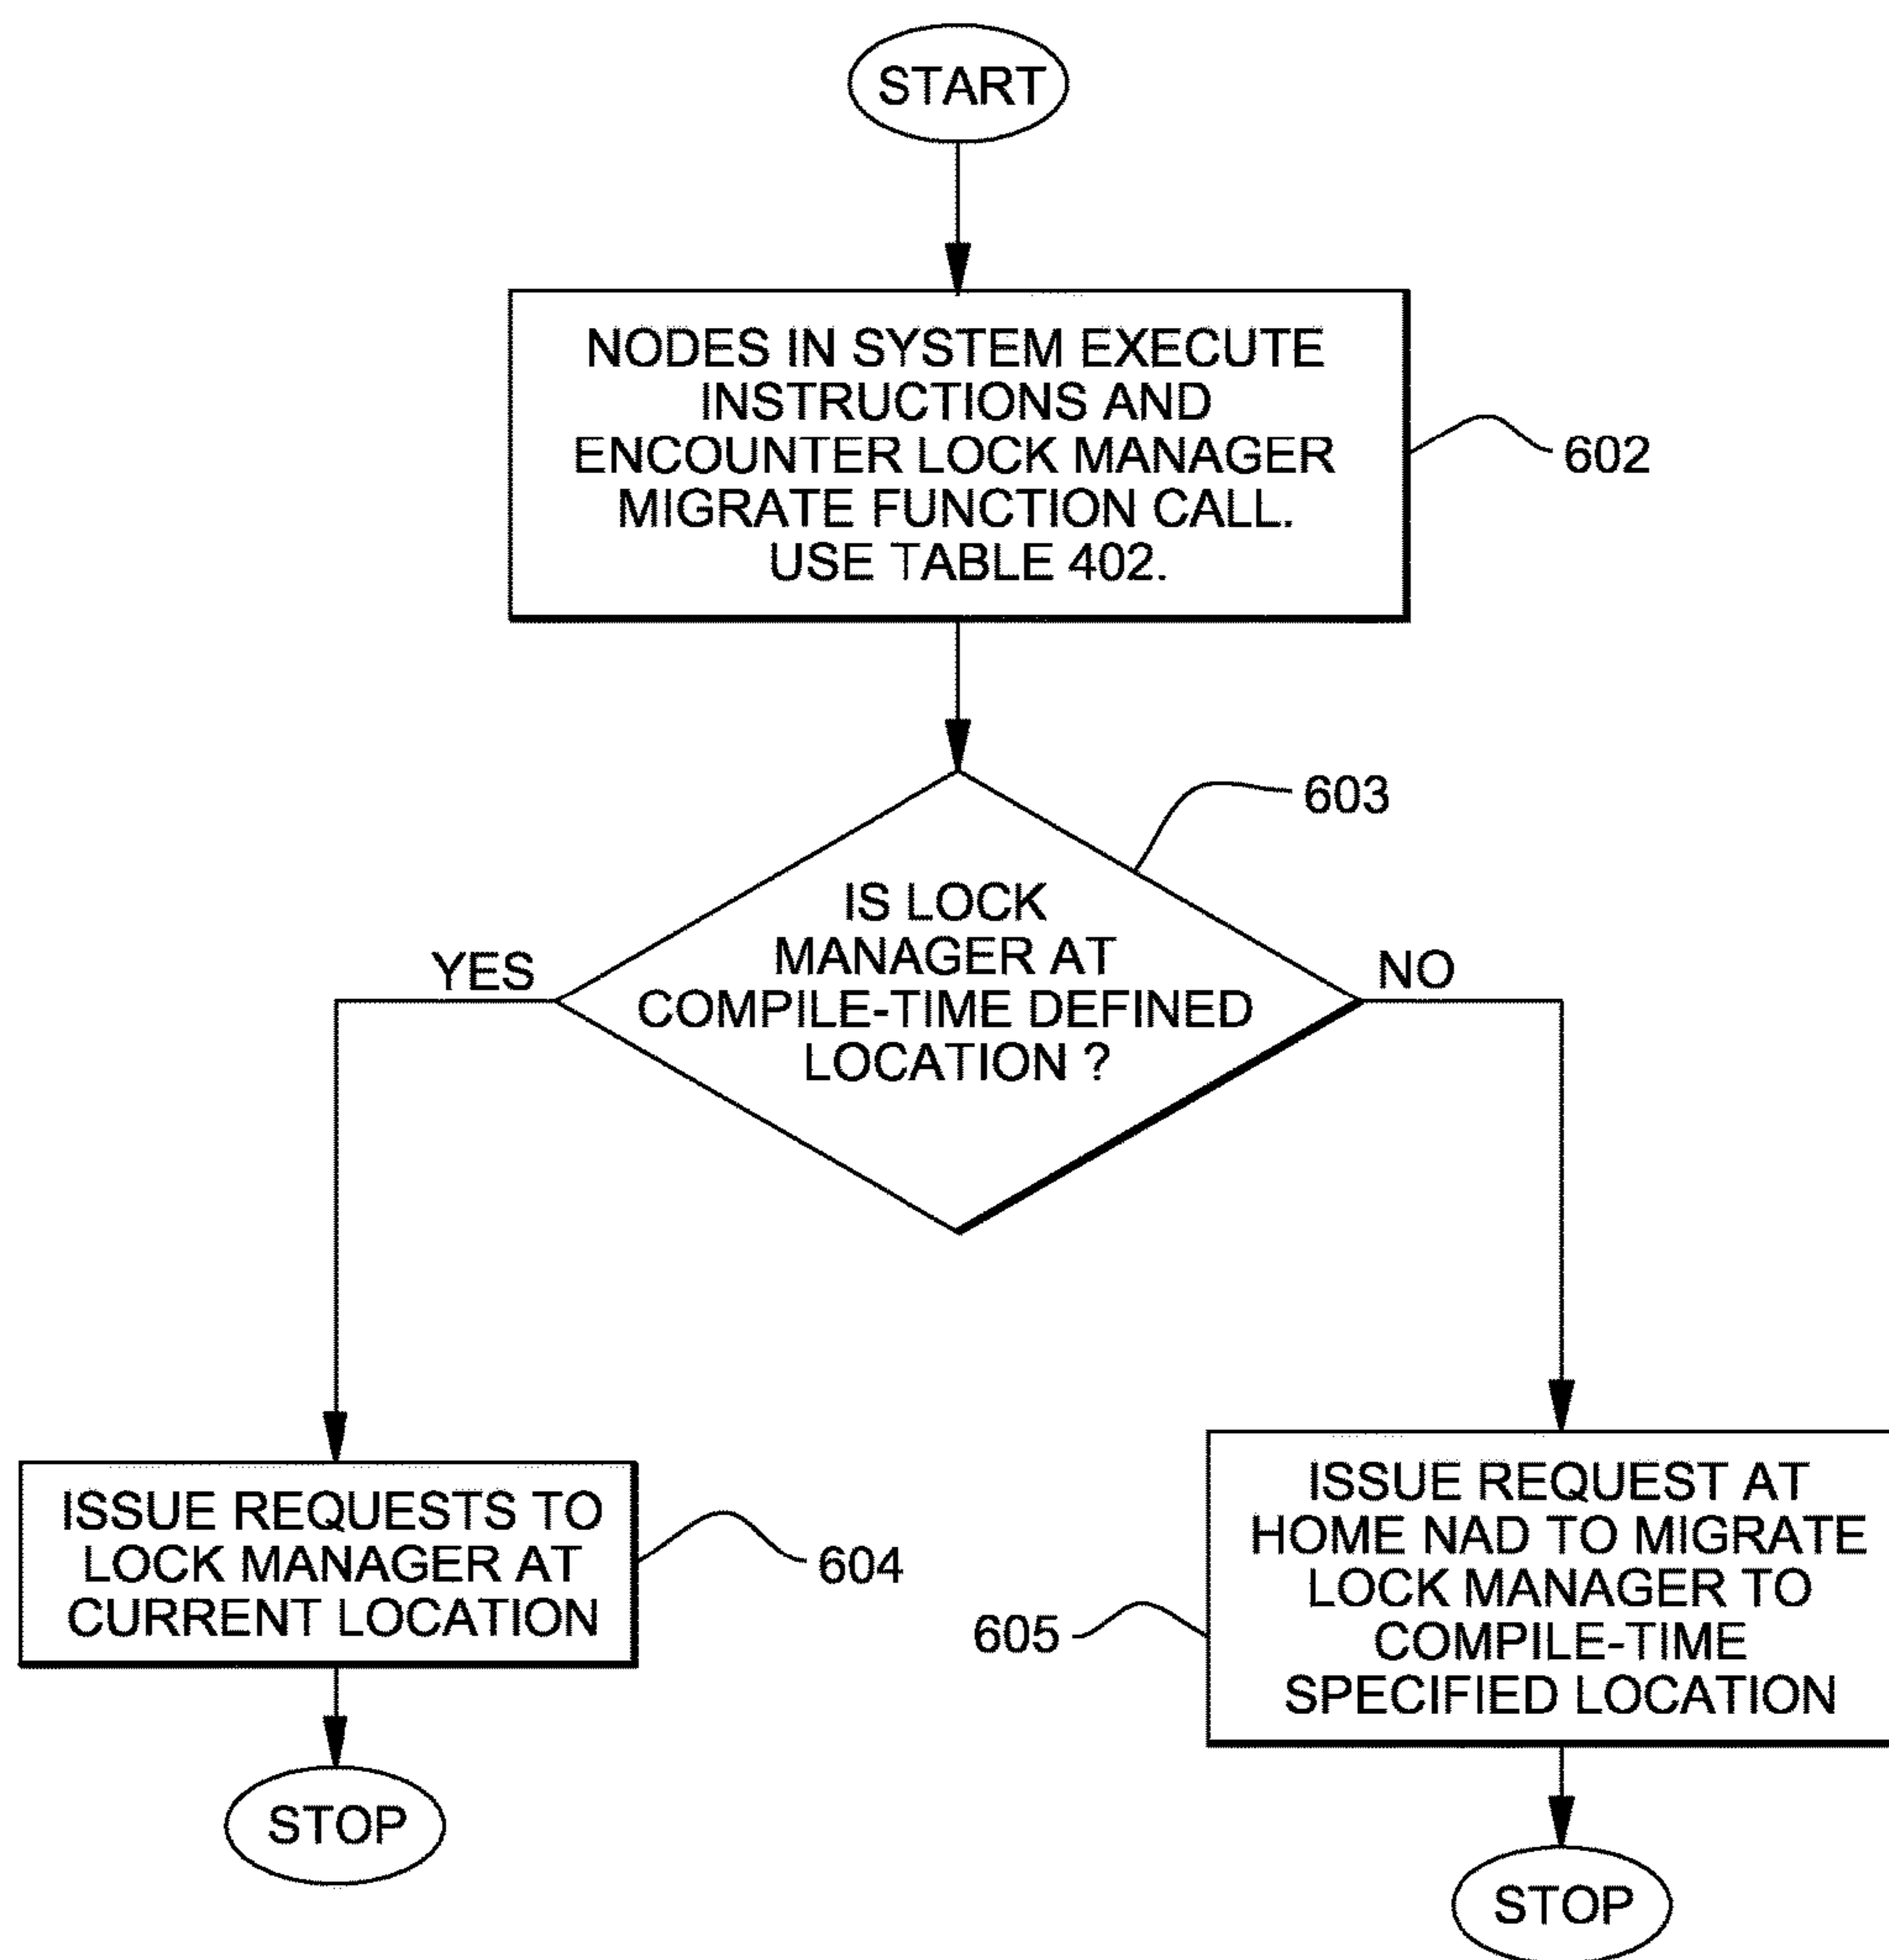 START
NODES IN SYSTEM EXECUTE
INSTRUCTIONS AND
ENCOUNTER LOCK MANAGER
MIGRATE FUNCTION CALL.
USE TABLE 402.
602
603
IS LOCK
MANAGER AT
COMPILE-TIME DEFINED
LOCATION ?
YES
NO
ISSUE REQUESTS TO
LOCK MANAGER AT
CURRENT LOCATION
604
STOP
ISSUE REQUEST AT
HOME NAD TO MIGRATE
LOCK MANAGER TO
COMPILE-TIME
SPECIFIED LOCATION
605
STOP